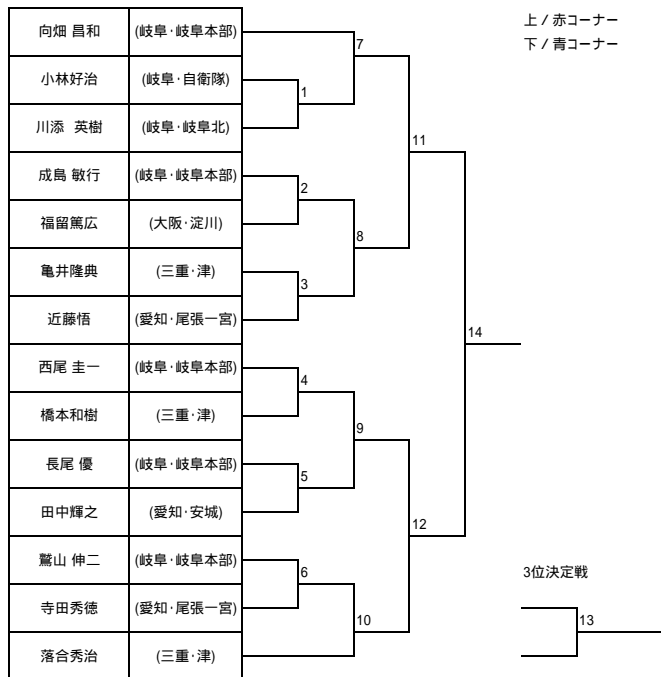 上 / 赤コーナー
下 / 青コーナー
向畑 昌和 (岐阜·岐阜本部)
小林好治 (岐阜·自衛隊)
川添 英樹 (岐阜·岐阜北)
成島 敏行 (岐阜·岐阜本部)
福留篤広 (大阪·淀川)
亀井隆典 (三重·津)
近藤悟 (愛知·尾張一宮)
西尾 圭一 (岐阜·岐阜本部)
橋本和樹 (三重·津)
長尾 優 (岐阜·岐阜本部)
田中輝之 (愛知·安城)
鷲山 伸二 (岐阜·岐阜本部)
寺田秀徳 (愛知·尾張一宮)
落合秀治 (三重·津)
1
2
3
4
5
6
7
8
9
10
11
12
14
3位決定戦
13